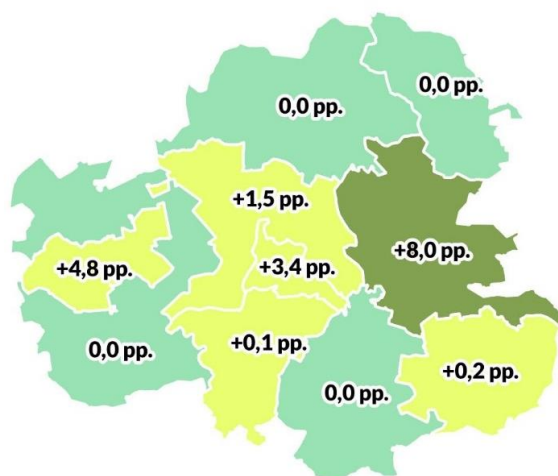 0,0 pp.
0,0 pp.
+1,5 pp.
+8,0 pp.
+4,8 pp.
+3,4 pp.
0,0 pp.
+0,1 pp.
0,0 pp.
+0,2 pp.